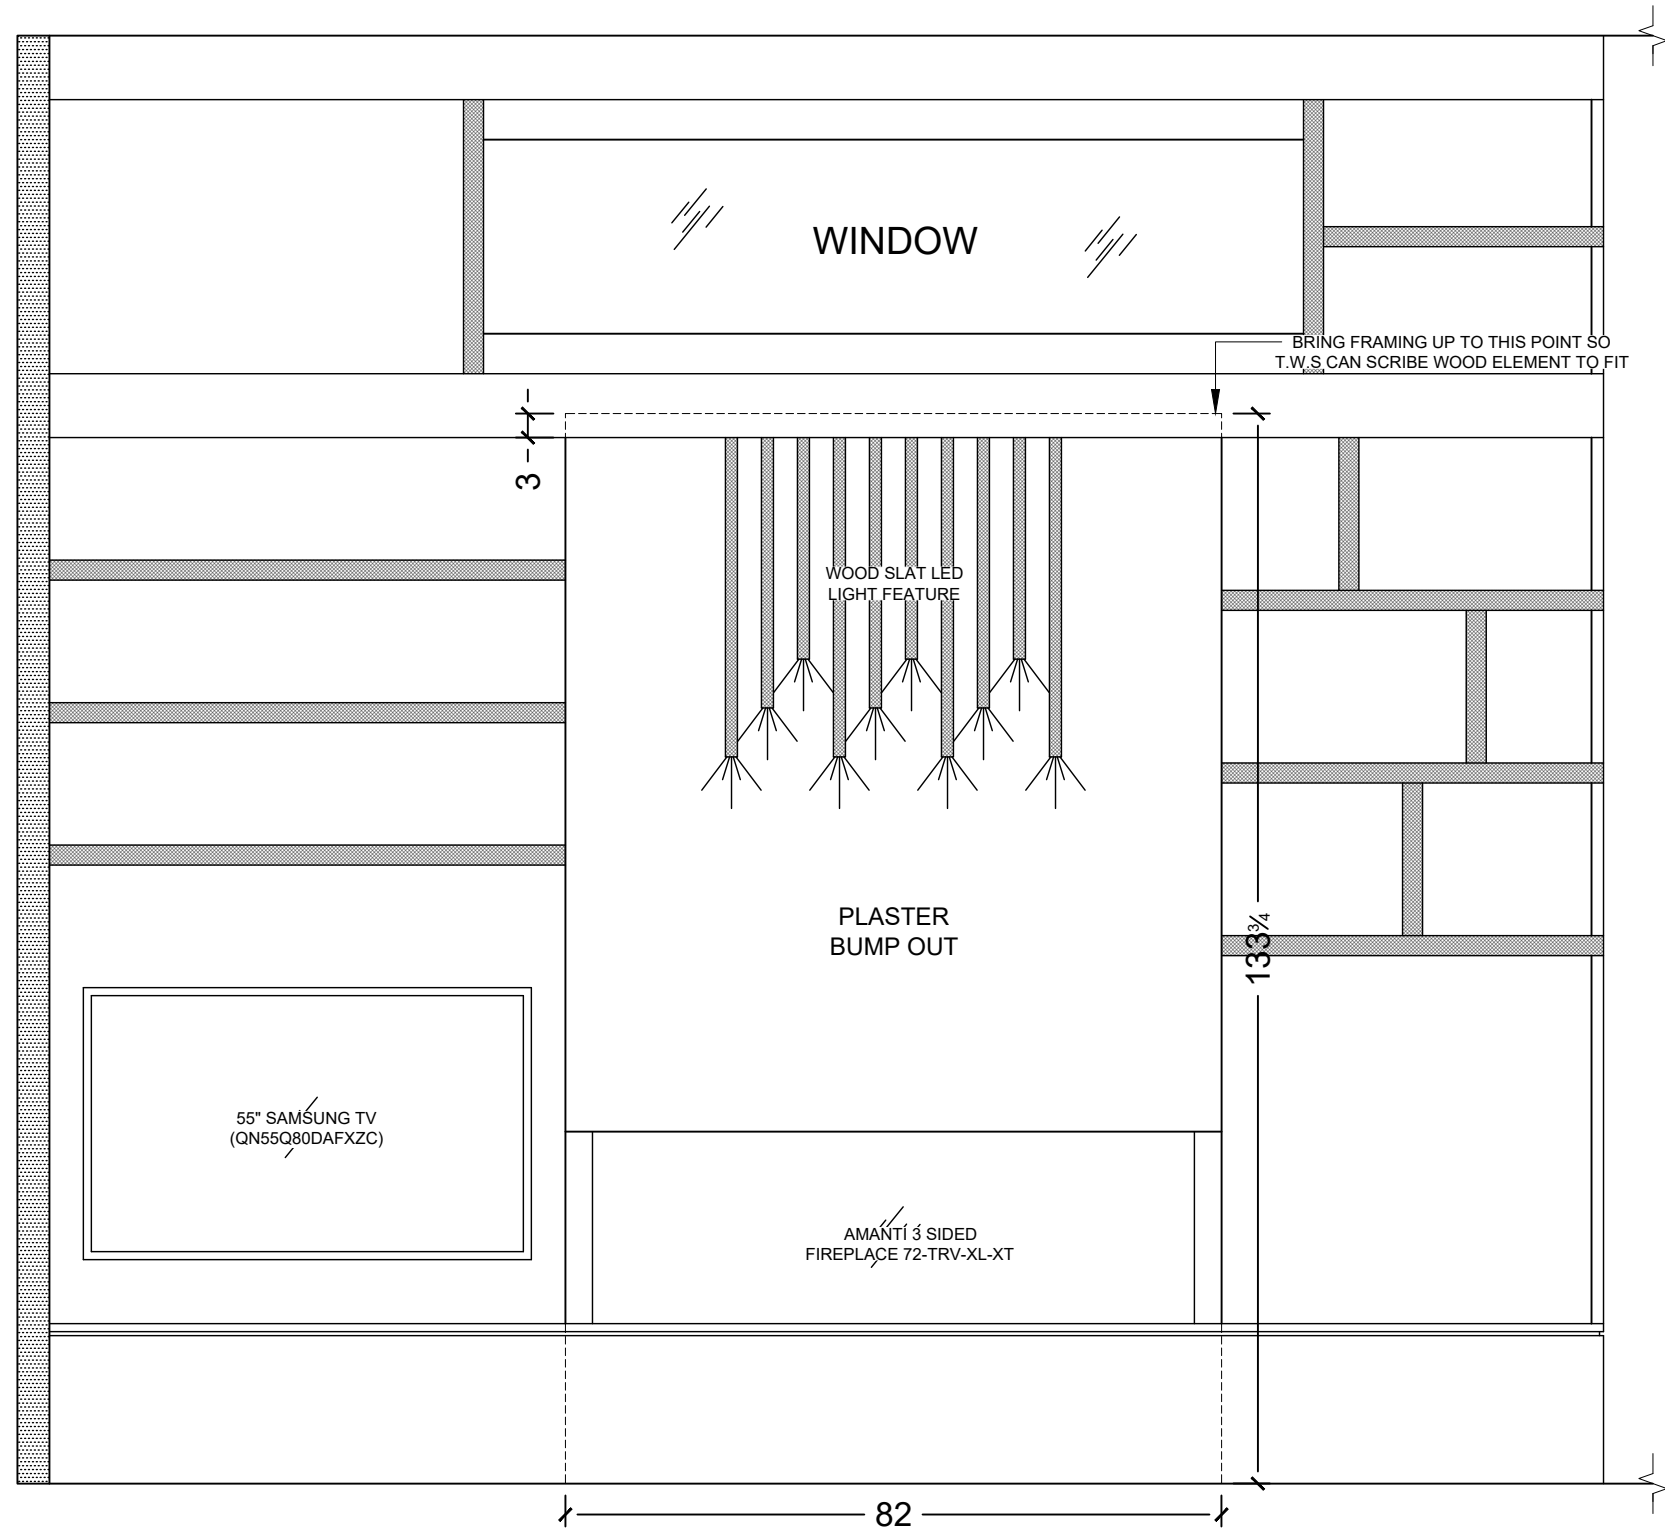 WINDOW
BRING FRAMING UP TO THIS POINT SO
T.W.S CAN SCRIBE WOOD ELEMENT TO FIT
3
WOOD SLAT LED
LIGHT FEATURE
PLASTER
BUMP OUT
133¾
55" SAMSUNG TV
(QN55Q80DAFXZC)
AMANTI 3 SIDED
FIREPLACE 72-TRV-XL-XT
82